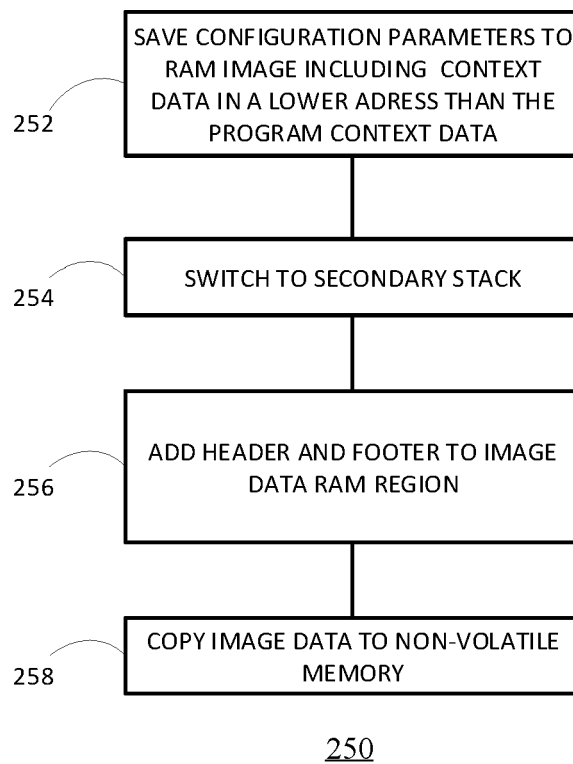 SAVE CONFIGURATION PARAMETERS TO
RAM IMAGE INCLUDING CONTEXT
DATA IN A LOWER ADRESS THAN THE
PROGRAM CONTEXT DATA
252
SWITCH TO SECONDARY STACK
254
ADD HEADER AND FOOTER TO IMAGE
DATA RAM REGION
256
COPY IMAGE DATA TO NON-VOLATILE
MEMORY
258
250